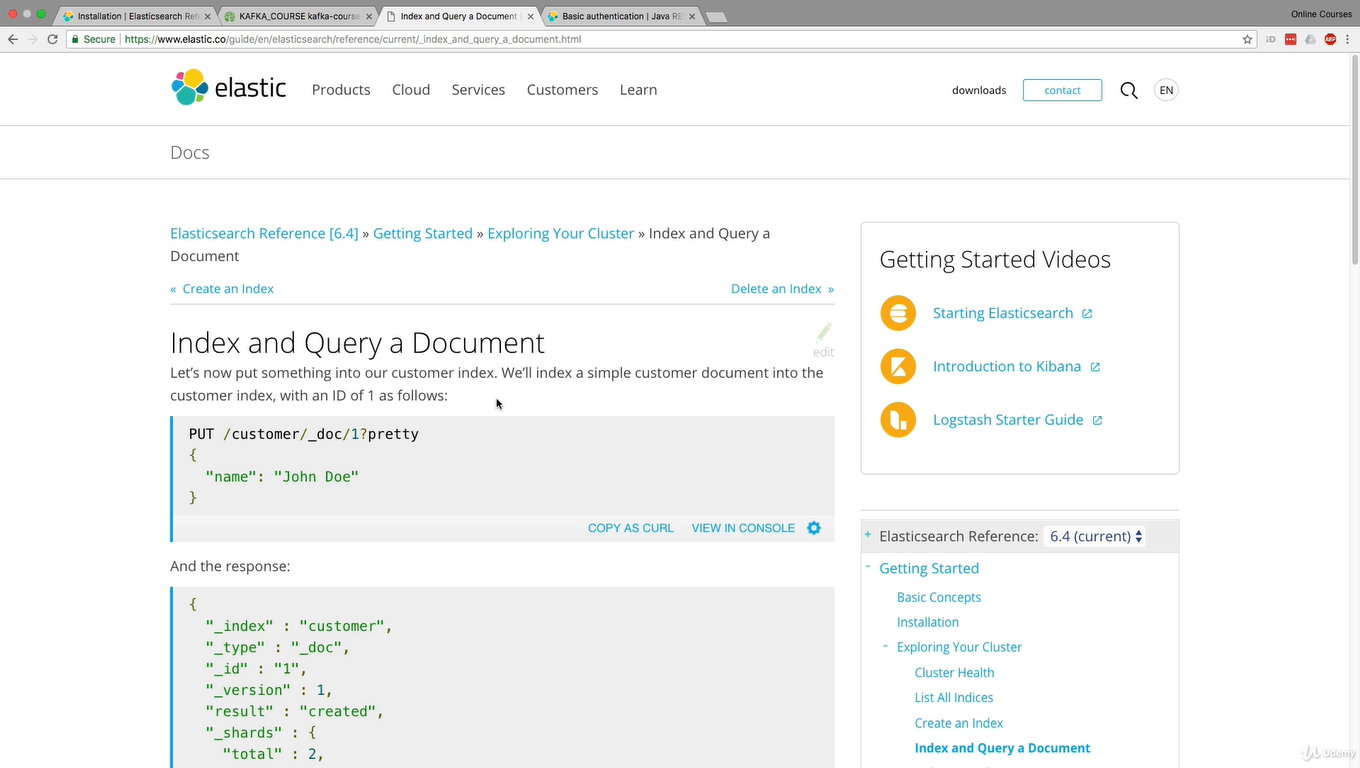 Installation | Elasticsearch Refe
KAFKA_COURSE kafka-course
Index and Query a Document
Basic authentication | Java RE
Online Courses
Secure | https://www.elastic.co/guide/en/elasticsearch/reference/current/_index_and_query_a_document.html
elastic
Products Cloud Services Customers Learn
downloads contact EN
Docs
Elasticsearch Reference [6.4] » Getting Started » Exploring Your Cluster » Index and Query a
Document
« Create an Index
Delete an Index »
Index and Query a Document
edit
Let’s now put something into our customer index. We’ll index a simple customer document into the
customer index, with an ID of 1 as follows:
PUT /customer/_doc/1?pretty
{
"name": "John Doe"
}
COPY AS CURL VIEW IN CONSOLE
And the response:
{
"_index" : "customer",
"_type" : "_doc",
"_id" : "1",
"_version" : 1,
"result" : "created",
"_shards" : {
"total" : 2,
Getting Started Videos
Starting Elasticsearch
Introduction to Kibana
Logstash Starter Guide
+ Elasticsearch Reference: 6.4 (current)
- Getting Started
Basic Concepts
Installation
- Exploring Your Cluster
Cluster Health
List All Indices
Create an Index
Index and Query a Document
Udemy